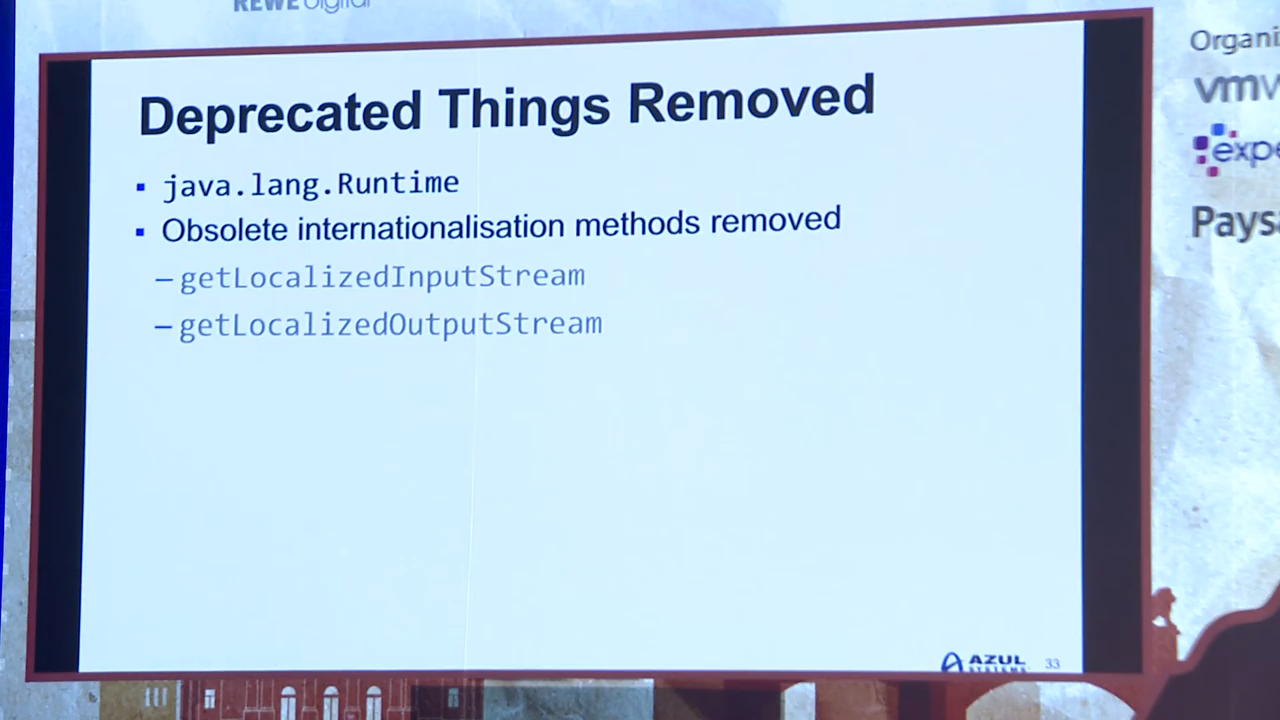 REWE digital
Deprecated Things Removed
java.lang.Runtime
Obsolete internationalisation methods removed
– getLocalizedInputStream
– getLocalizedOutputStream
AZUL
SYSTEMS
33
Organi
vmw
expe
Paysa